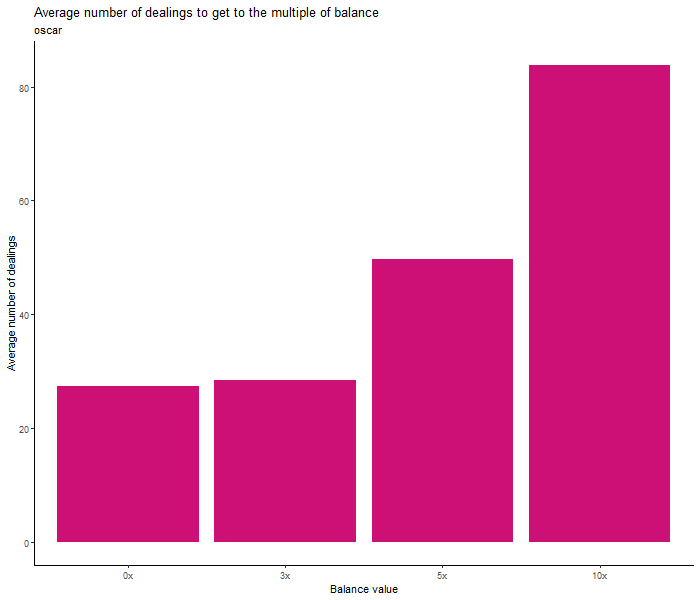 Average number of dealings to get to the multiple of balance
oscar
Average number of dealings
80
60
40
20
0
0x 3x 5x 10x
Balance value